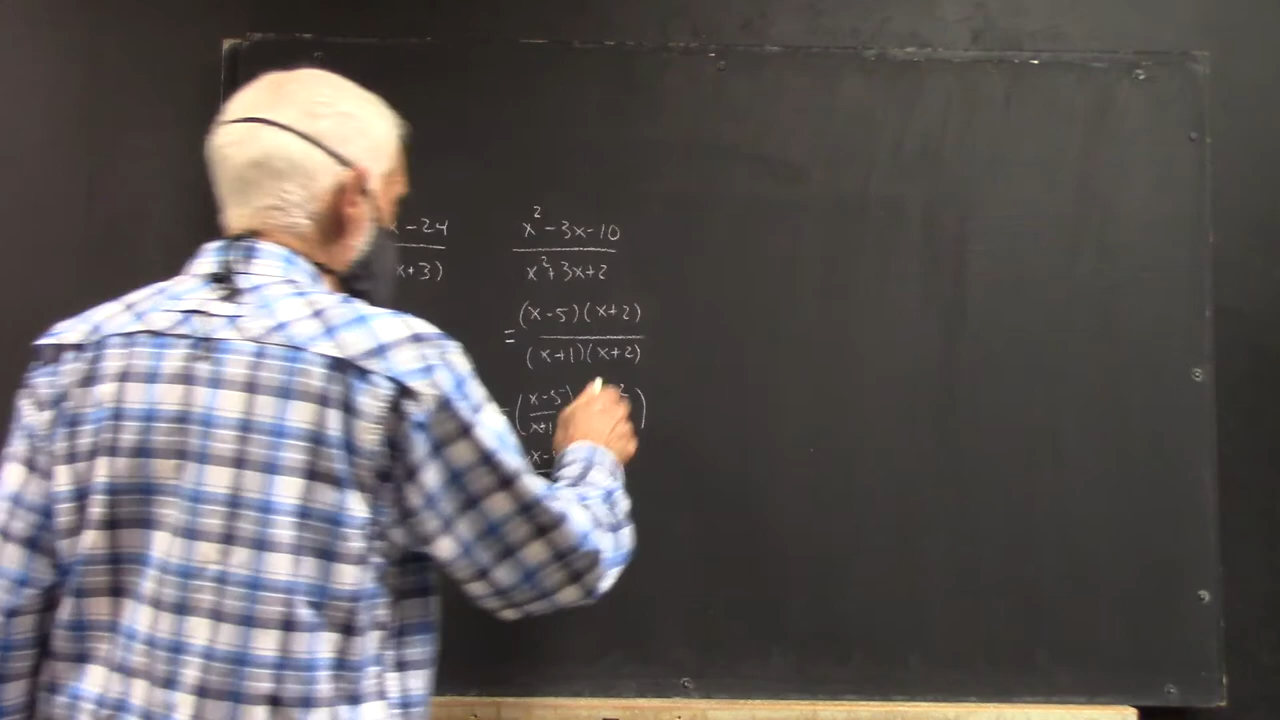 x - 24
x + 3)
x² - 3x - 10
x² + 3x + 2
(x - 5)(x + 2)
=
(x + 1)(x + 2)
(x - 5)
x + 1
x -